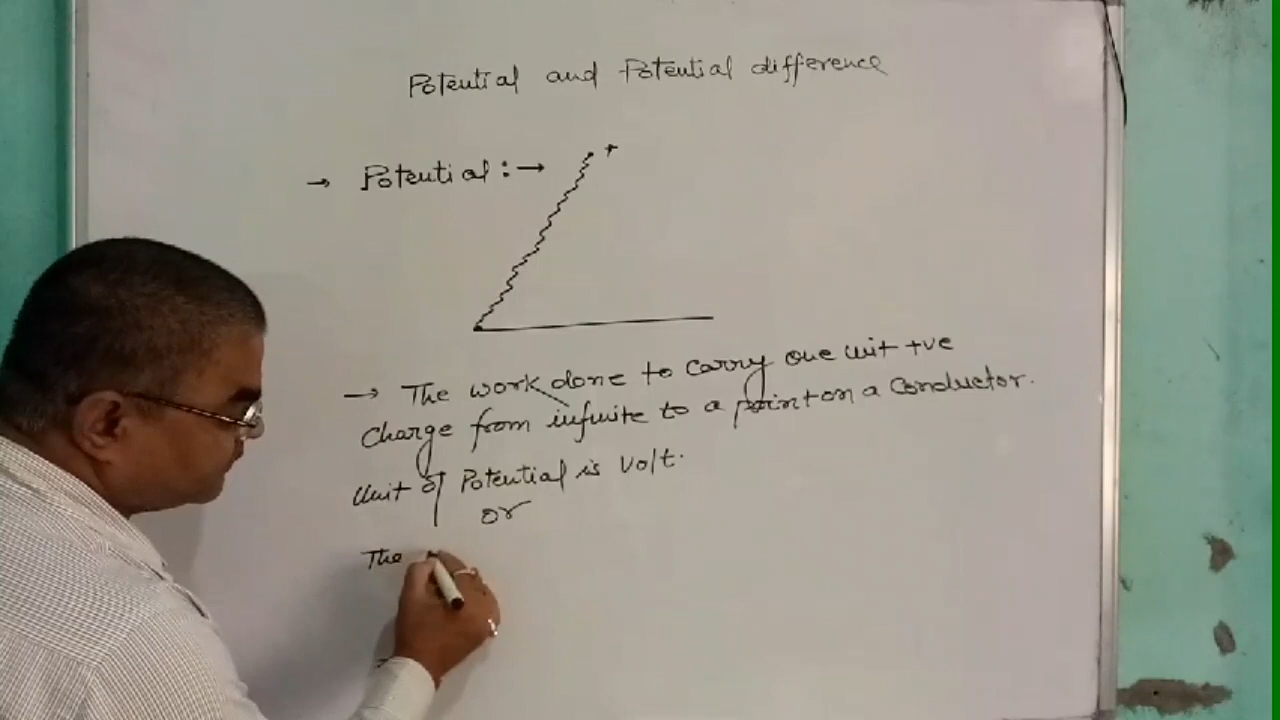 Potential and Potential difference
→ Potential :→
+
→ The work done to carry one unit +ve
charge from infinite to a point on a conductor.
Unit of Potential is volt.
or
The